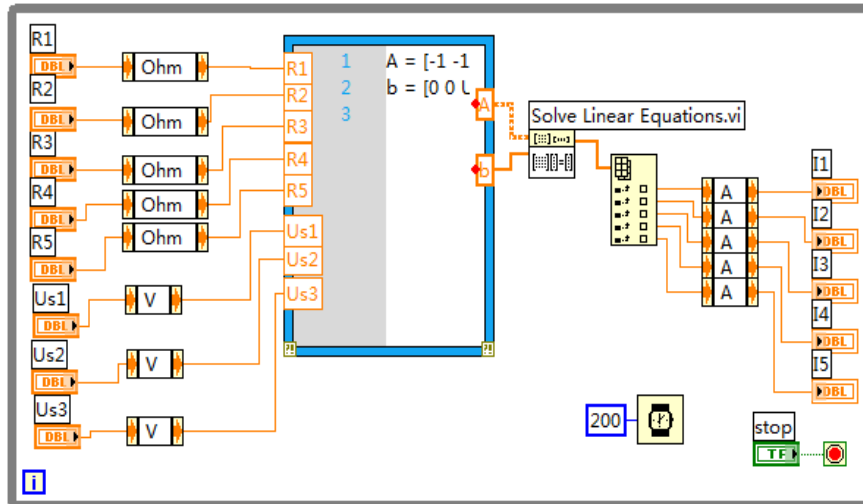 R1
DBL
Ohm
R2
DBL
Ohm
R3
DBL
Ohm
R4
DBL
Ohm
R5
DBL
Ohm
Us1
DBL
V
Us2
DBL
V
Us3
DBL
V
R1
R2
R3
R4
R5
Us1
Us2
Us3
1
2
3
A = [-1 -1
b = [0 0 U
A
b
Solve Linear Equations.vi
A
A
A
A
A
I1
DBL
I2
DBL
I3
DBL
I4
DBL
I5
DBL
200
stop
TF
i